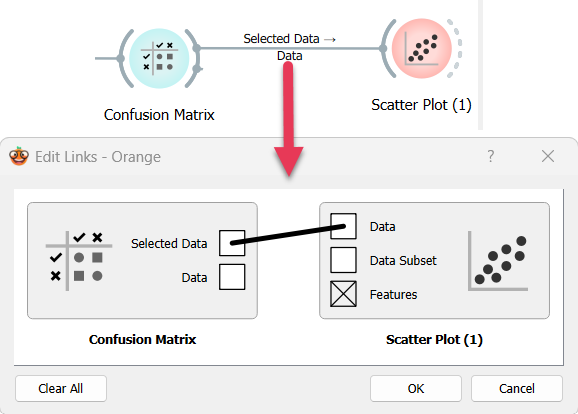 Selected Data →
Data
Confusion Matrix
Scatter Plot (1)
Edit Links - Orange
?
Selected Data
Data
Data
Data Subset
Features
Confusion Matrix
Scatter Plot (1)
Clear All
OK
Cancel